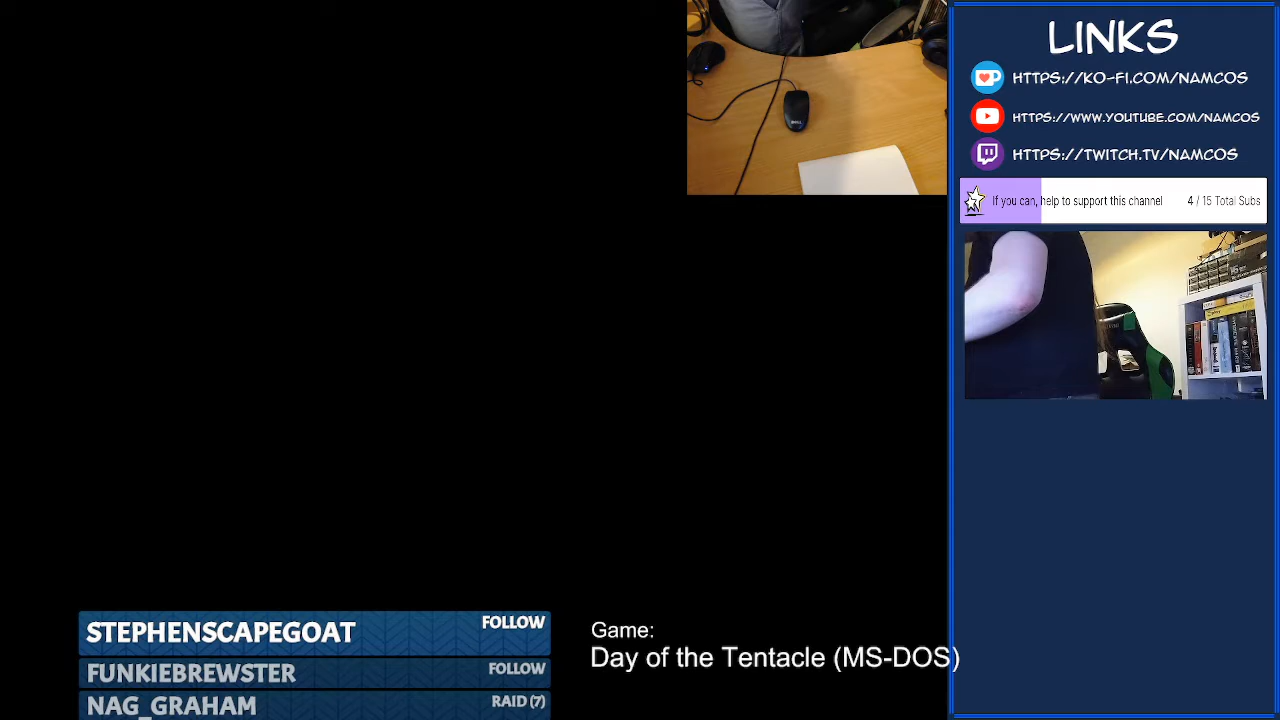 LINKS
HTTPS://KO-FI.COM/NAMCOS
HTTPS://WWW.YOUTUBE.COM/NAMCOS
HTTPS://TWITCH.TV/NAMCOS
If you can, help to support this channel 4 / 15 Total Subs
STEPHENSCAPEGOAT FOLLOW
FUNKIEBREWSTER FOLLOW
NAG_GRAHAM RAID (7)
Game:
Day of the Tentacle (MS-DOS)